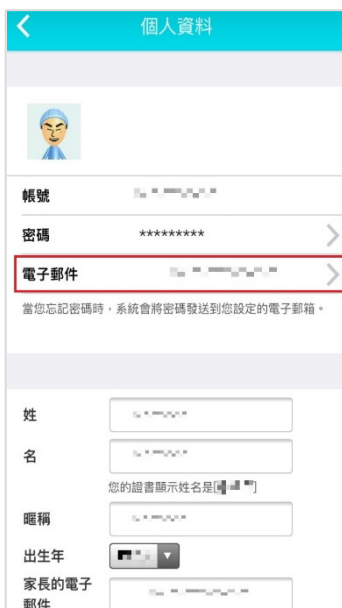 個人資料
帳號
密碼 *********
電子郵件
當您忘記密碼時，系統會將密碼發送到您設定的電子郵箱。
姓
名
您的證書顯示姓名是[ ]
暱稱
出生年
家長的電子
郵件